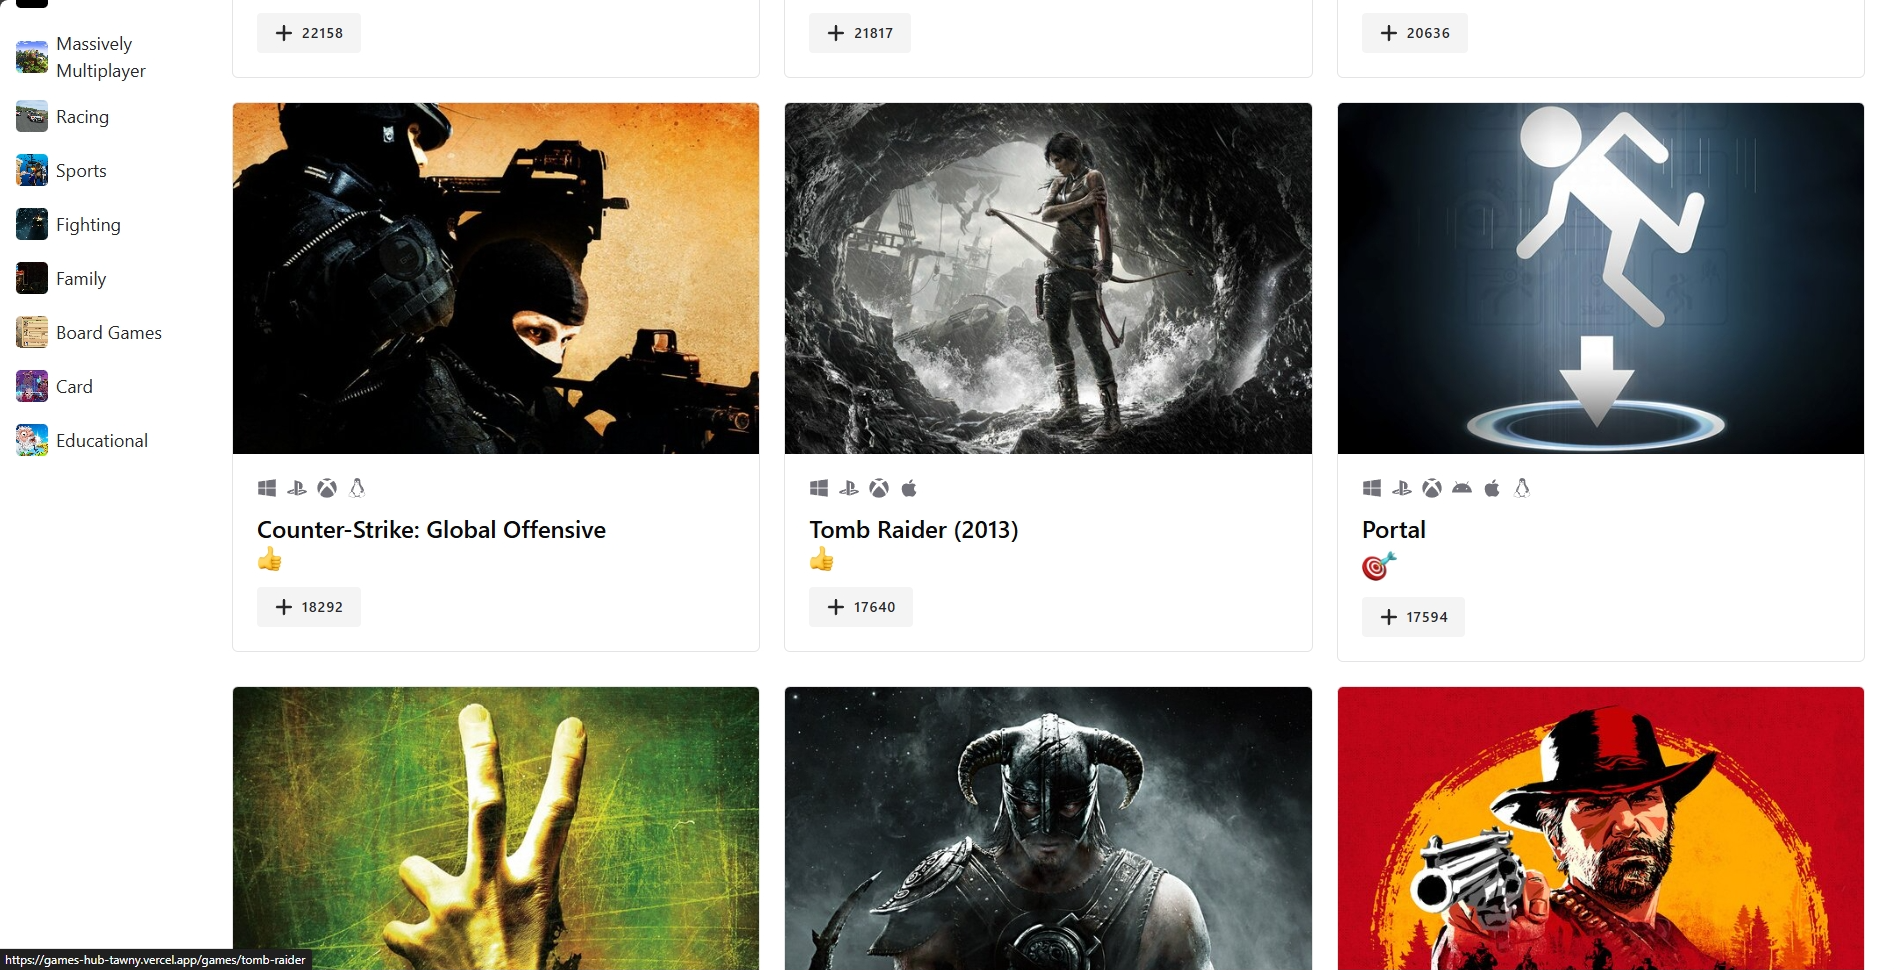 22158
21817
20636
Massively
Multiplayer
Racing
Sports
Fighting
Family
Board Games
Card
Educational
Counter-Strike: Global Offensive
18292
Tomb Raider (2013)
17640
Portal
17594
https://games-hub-tawny.vercel.app/games/tomb-raider